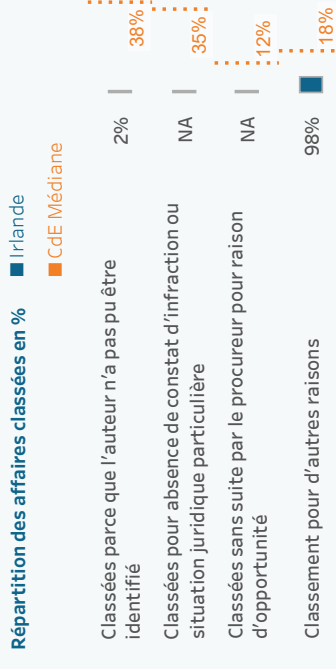 Répartition des affaires classées en %
Irlande
CdE Médiane
Classées parce que l'auteur n'a pas pu être
identifié
2%
38%
Classées pour absence de constat d'infraction ou
situation juridique particulière
NA
35%
Classées sans suite par le procureur pour raison
d'opportunité
NA
12%
Classement pour d'autres raisons
98%
18%